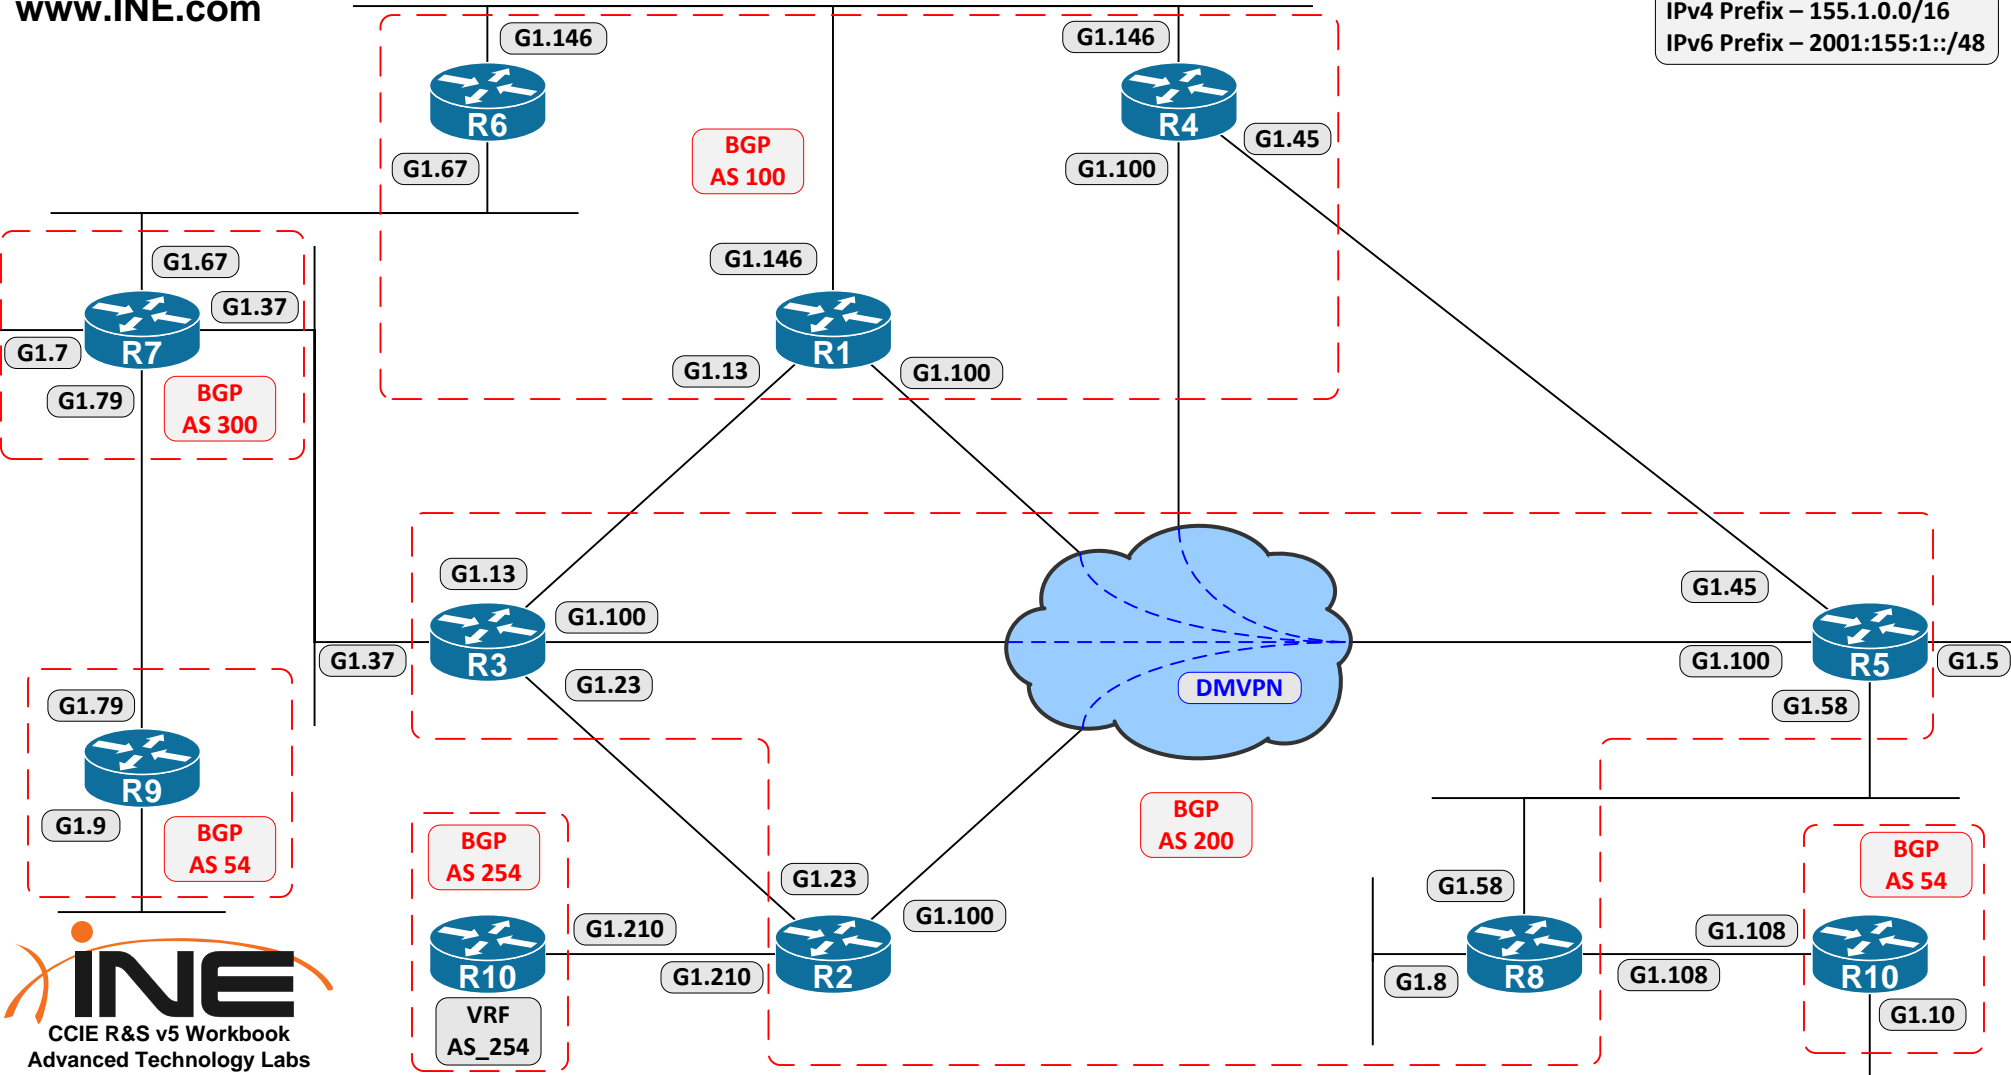 www.INE.com
IPv4 Prefix – 155.1.0.0/16
IPv6 Prefix – 2001:155:1::/48
G1.146
G1.146
R6
R4
G1.45
G1.67
BGP
AS 100
G1.100
G1.67
G1.146
G1.37
G1.7
R7
R1
G1.13
G1.100
G1.79
BGP
AS 300
G1.13
G1.100
G1.45
R3
G1.37
G1.23
DMVPN
G1.100
R5
G1.5
G1.79
G1.58
R9
G1.9
BGP
AS 54
BGP
AS 254
BGP
AS 200
BGP
AS 54
G1.23
G1.58
G1.100
G1.210
G1.108
R10
G1.210
R2
G1.8
R8
G1.108
R10
VRF
AS_254
G1.10
iNE
CCIE R&S v5 Workbook
Advanced Technology Labs